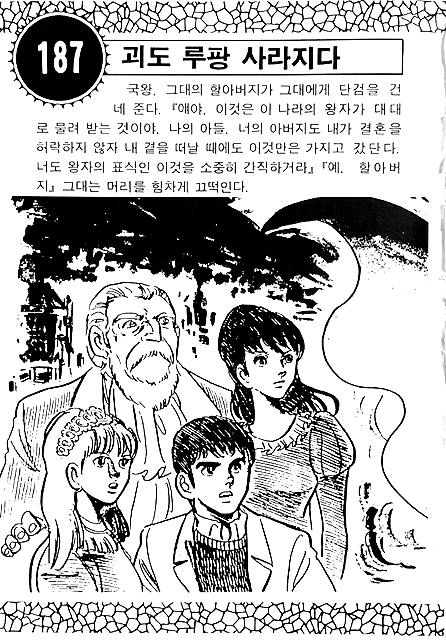 187
괴도 루팡 사라지다
국왕, 그대의 할아버지가 그대에게 단검을 건
네 준다. 『얘야, 이것은 이 나라의 왕자가 대대
로 물려 받는 것이야. 나의 아들, 너의 아버지도 내가 결혼을
허락하지 않자 내 곁을 떠날 때에도 이것만은 가지고 갔단다.
너도 왕자의 표식인 이것을 소중히 간직하거라』『예, 할아버
지』 그대는 머리를 힘차게 끄떡인다.